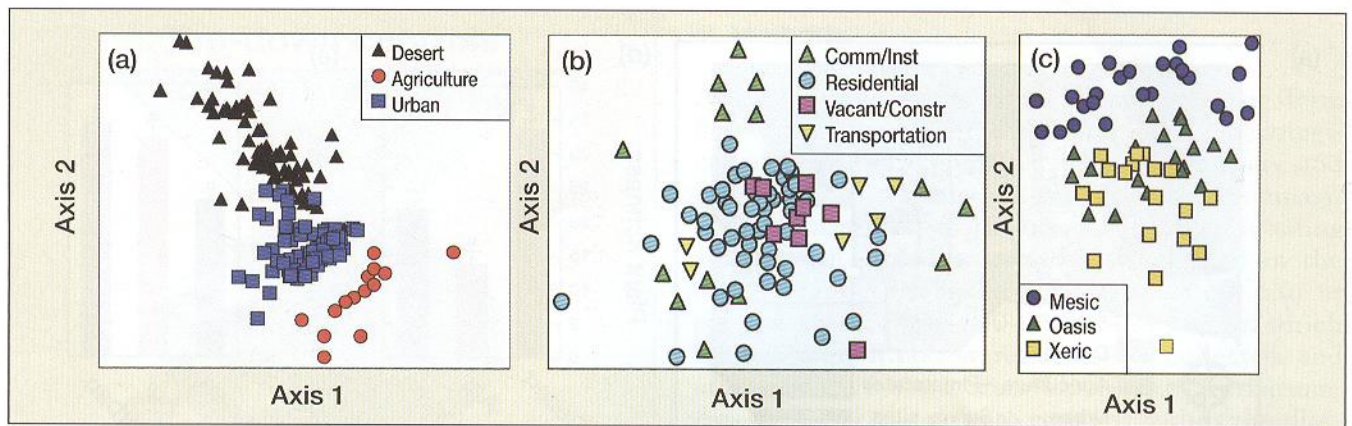 (a)
Desert
Agriculture
Urban
Axis 2
Axis 1
(b)
Comm/Inst
Residential
Vacant/Constr
Transportation
Axis 2
Axis 1
(c)
Mesic
Oasis
Xeric
Axis 2
Axis 1